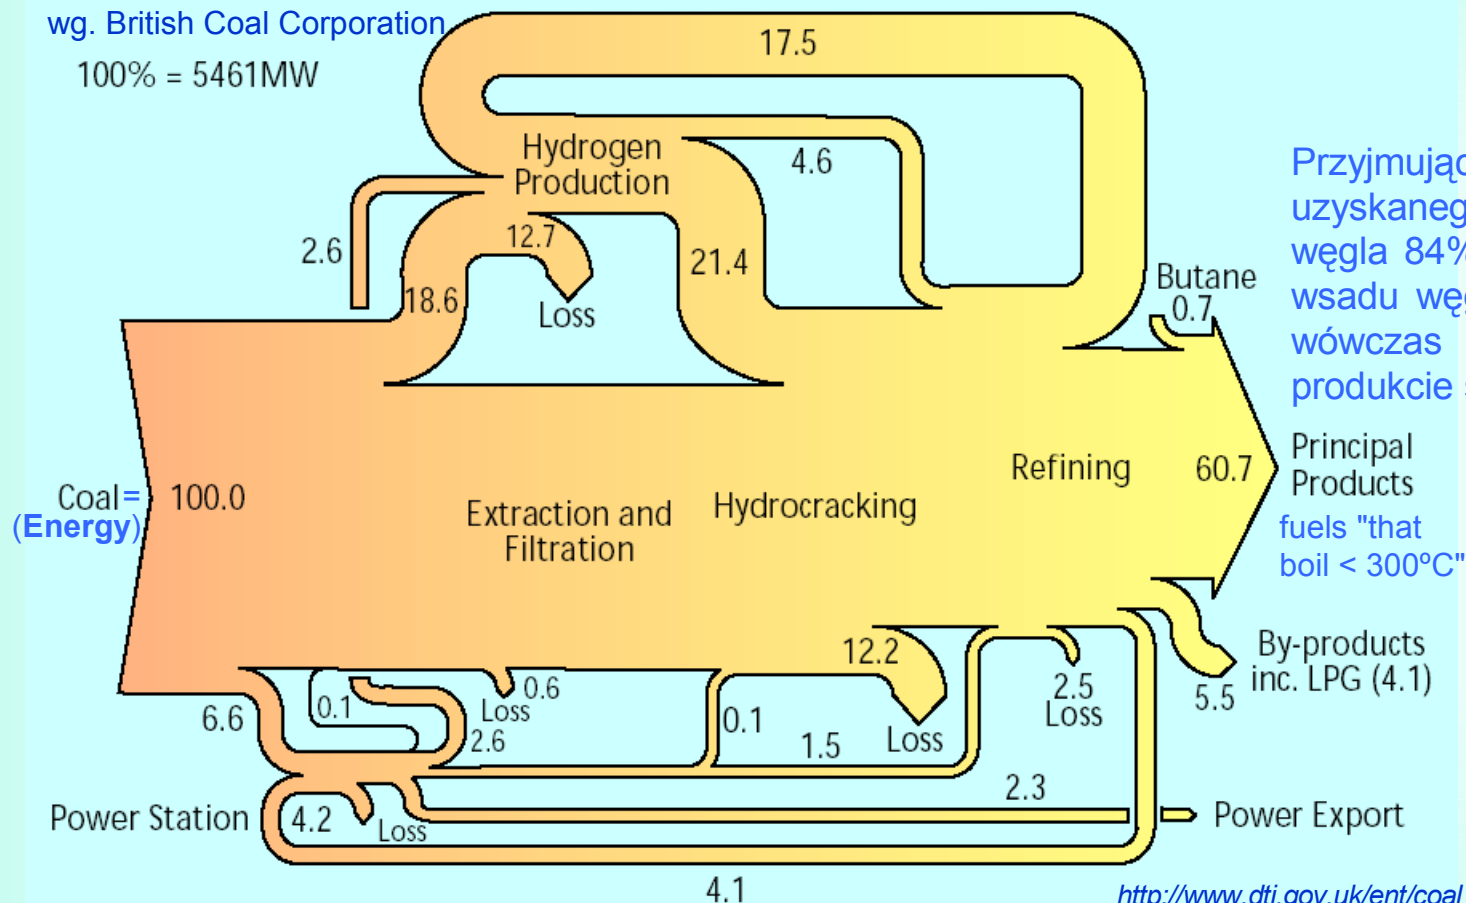 wg. British Coal Corporation
100% = 5461MW
17.5
Hydrogen
Production
4.6
2.6
12.7
Loss
18.6
21.4
Przyjmując
węgla 84%
wówczas
produkcie
Butane
0.7
Coal=
(Energy)
100.0
Extraction and
Filtration
Hydrocracking
Refining
60.7
Principal
Products
fuels "that
boil < 300ºC"
6.6
0.1
2.6
Loss
0.6
0.1
1.5
12.2
Loss
2.5
Loss
5.5
By-products
inc. LPG (4.1)
Power Station
4.2
Loss
2.3
Power Export
4.1
http://www.dti.gov.uk/ent/coal